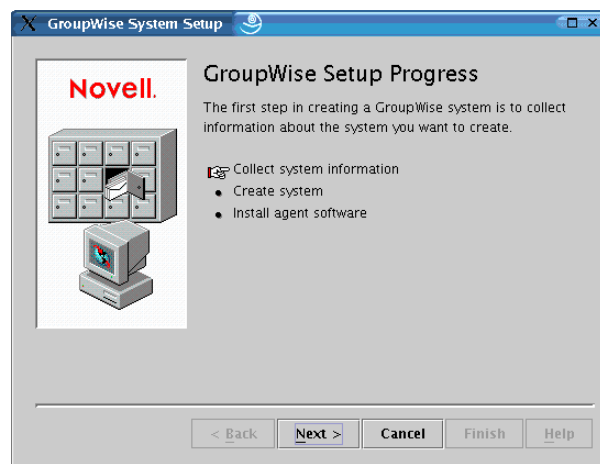 GroupWise System Setup
Novell.
GroupWise Setup Progress
The first step in creating a GroupWise system is to collect
information about the system you want to create.
Collect system information
• Create system
• Install agent software
< Back
Next >
Cancel
Finish
Help